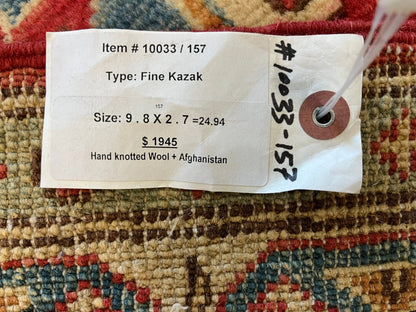 Item # 10033 / 157
Type: Fine Kazak
157
Size: 9 . 8 X 2 . 7 =24.94
$ 1945
Hand knotted Wool + Afghanistan
#10033-157